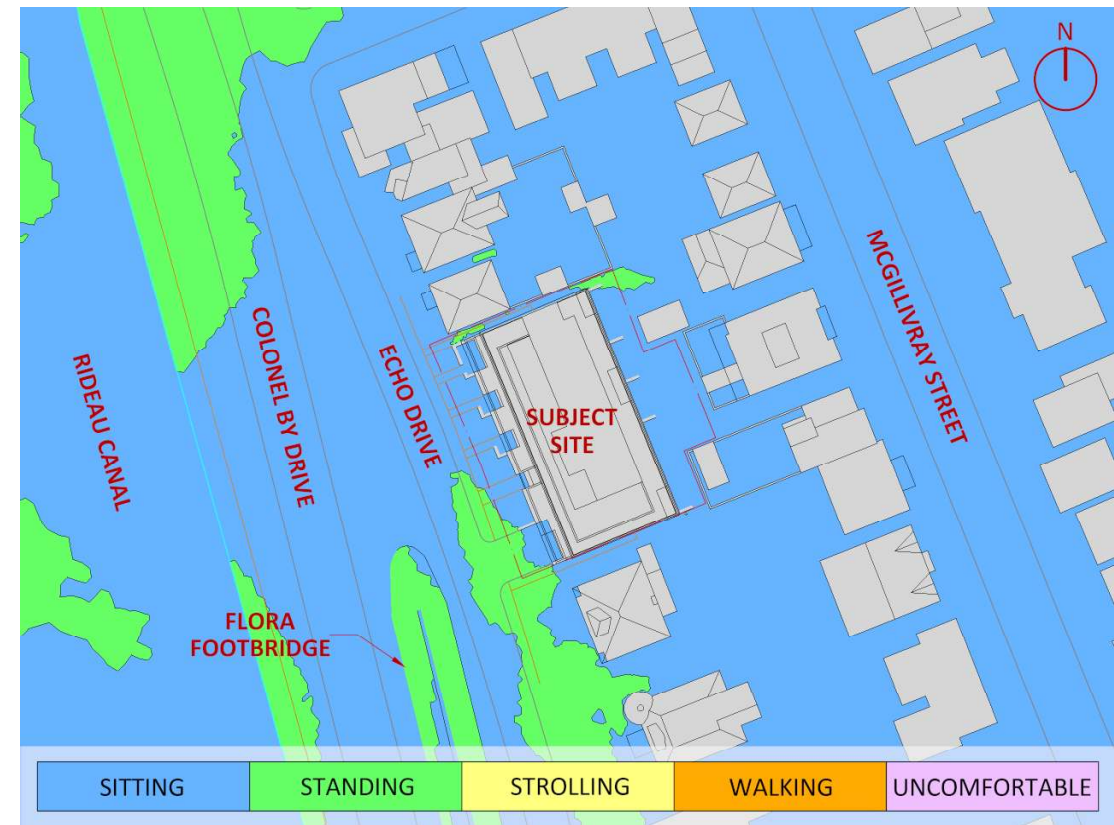 N
MCGILLIVRAY STREET
COLONEL BY DRIVE
ECHO DRIVE
RIDEAU CANAL
SUBJECT
SITE
FLORA
FOOTBRIDGE
SITTING
STANDING
STROLLING
WALKING
UNCOMFORTABLE